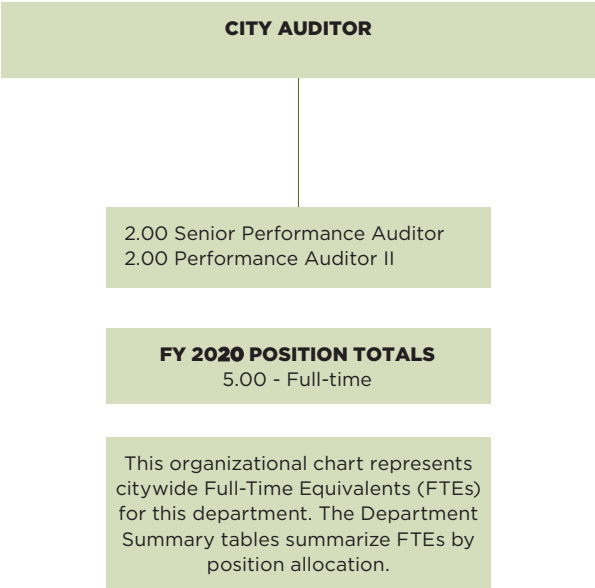 CITY AUDITOR
2.00 Senior Performance Auditor
2.00 Performance Auditor II
FY 2020 POSITION TOTALS
5.00 - Full-time
This organizational chart represents
citywide Full-Time Equivalents (FTEs)
for this department. The Department
Summary tables summarize FTEs by
position allocation.